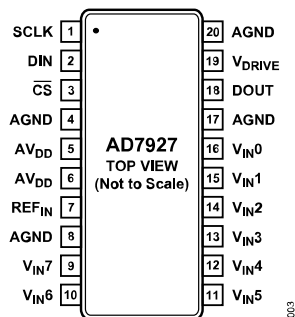 SCLK 1 20 AGND
DIN 2 19 VDRIVE
CS 3 18 DOUT
AGND 4 17 AGND
AVDD 5 AD7927 16 VIN0
AVDD 6 TOP VIEW 15 VIN1
REFIN 7 (Not to Scale) 14 VIN2
AGND 8 13 VIN3
VIN7 9 12 VIN4
VIN6 10 11 VIN5
003